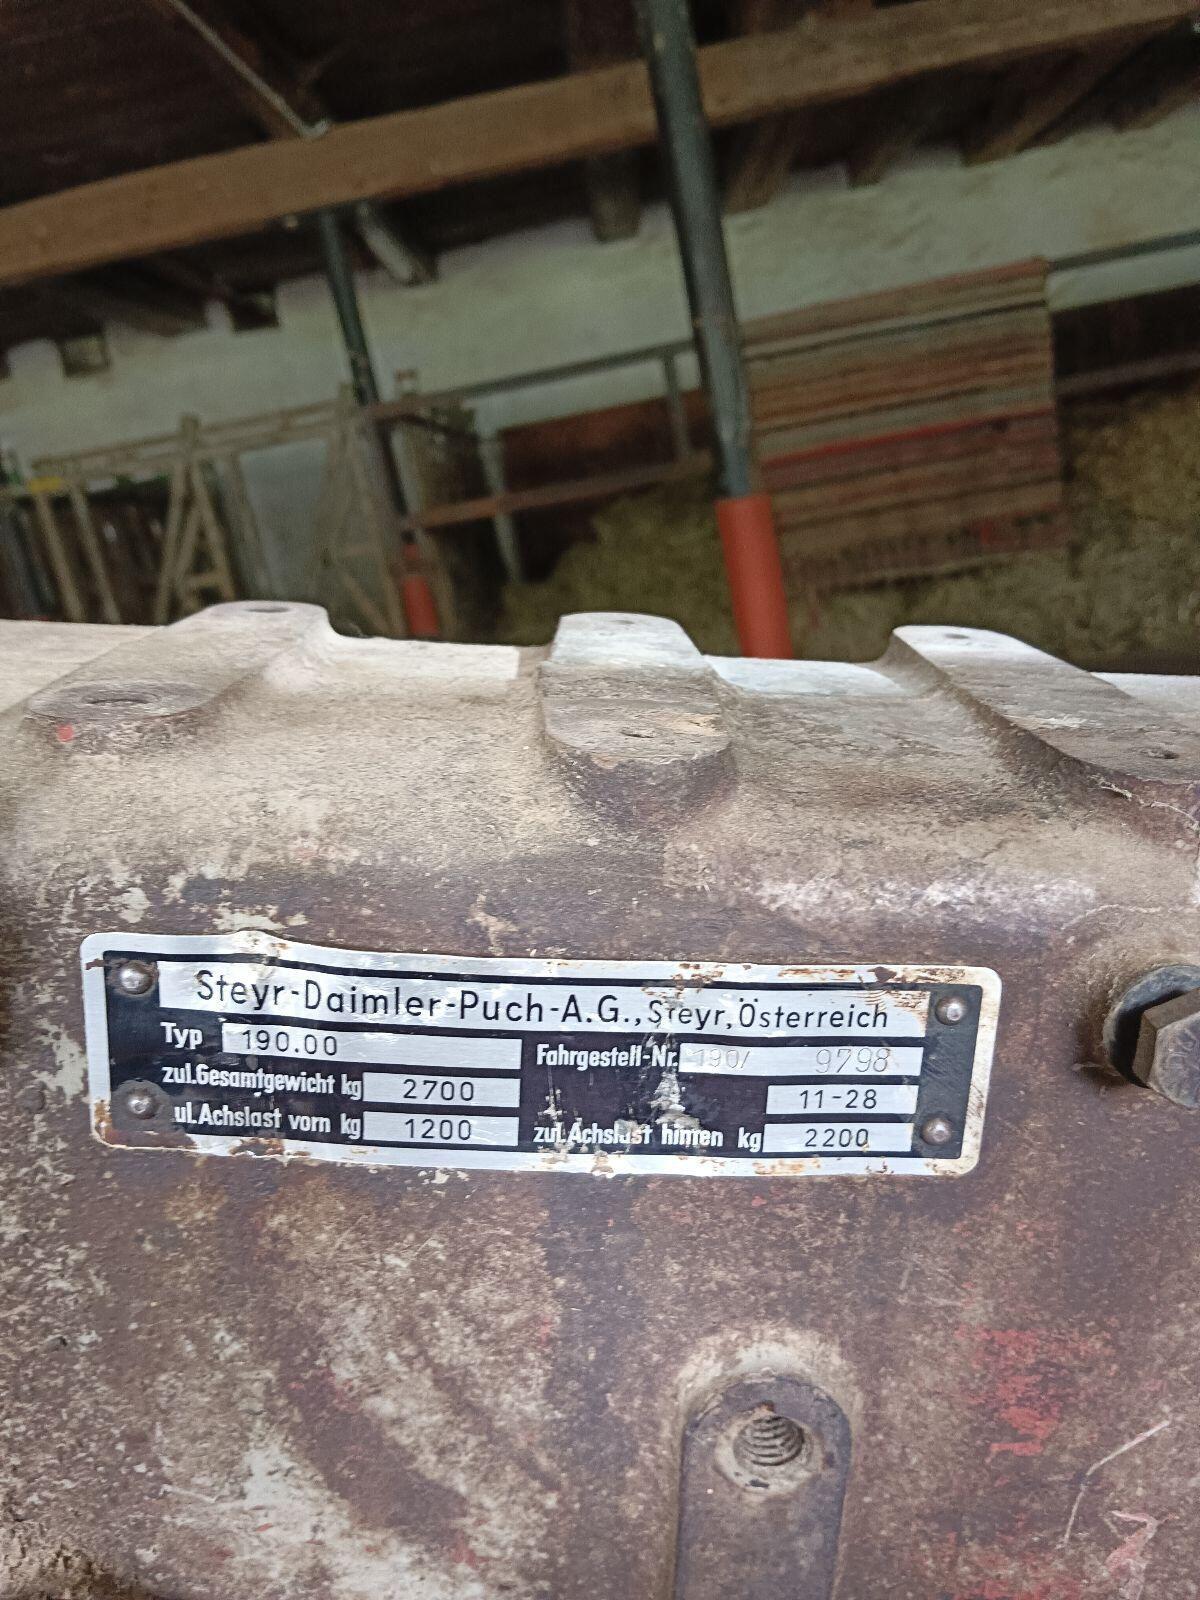 Steyr-Daimler-Puch-A.G., Steyr, Österreich
Typ 190.00 Fahrgestell-Nr. 190/ 9798
zul.Gesamtgewicht kg 2700 11-28
ul.Achslast vorn kg 1200 zul.Achslast hinten kg 2200